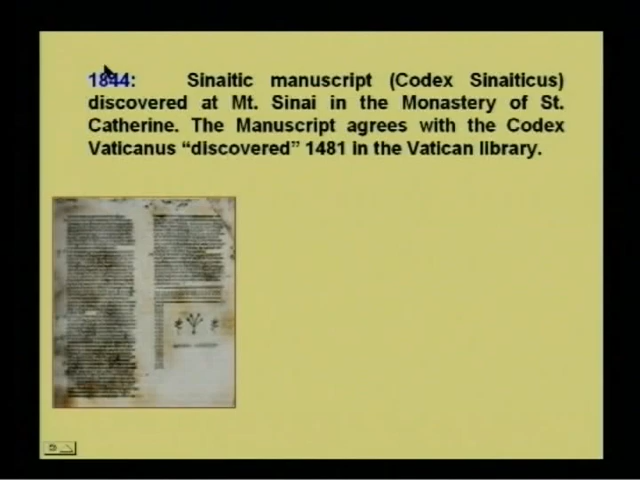 1844: Sinaitic manuscript (Codex Sinaiticus)
discovered at Mt. Sinai in the Monastery of St.
Catherine. The Manuscript agrees with the Codex
Vaticanus “discovered” 1481 in the Vatican library.